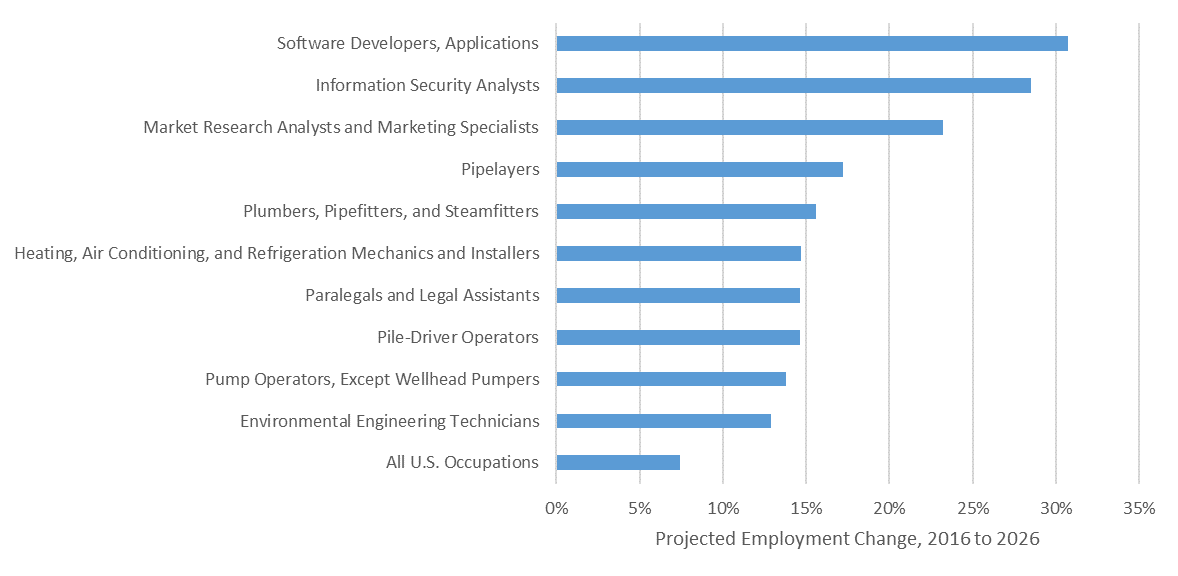 Software Developers, Applications
Information Security Analysts
Market Research Analysts and Marketing Specialists
Pipelayers
Plumbers, Pipefitters, and Steamfitters
Heating, Air Conditioning, and Refrigeration Mechanics and Installers
Paralegals and Legal Assistants
Pile-Driver Operators
Pump Operators, Except Wellhead Pumpers
Environmental Engineering Technicians
All U.S. Occupations
0% 5% 10% 15% 20% 25% 30% 35%
Projected Employment Change, 2016 to 2026